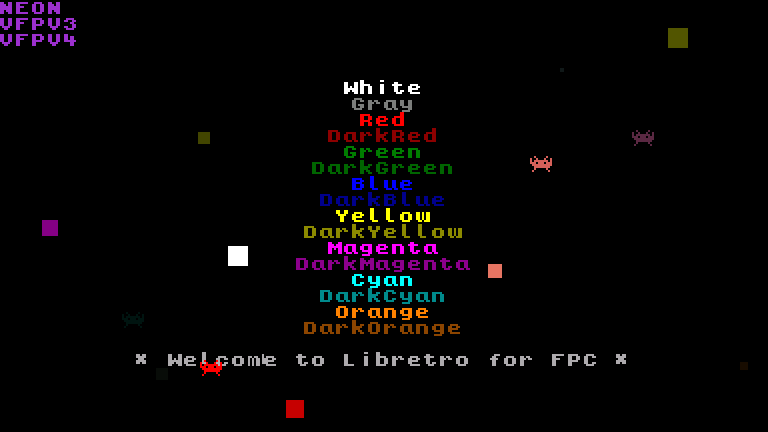 NEON
VFPV3
VFPV4
White
Gray
Red
DarkRed
Green
DarkGreen
Blue
DarkBlue
Yellow
DarkYellow
Magenta
DarkMagenta
Cyan
DarkCyan
Orange
DarkOrange
* Welcome to Libretro for FPC *